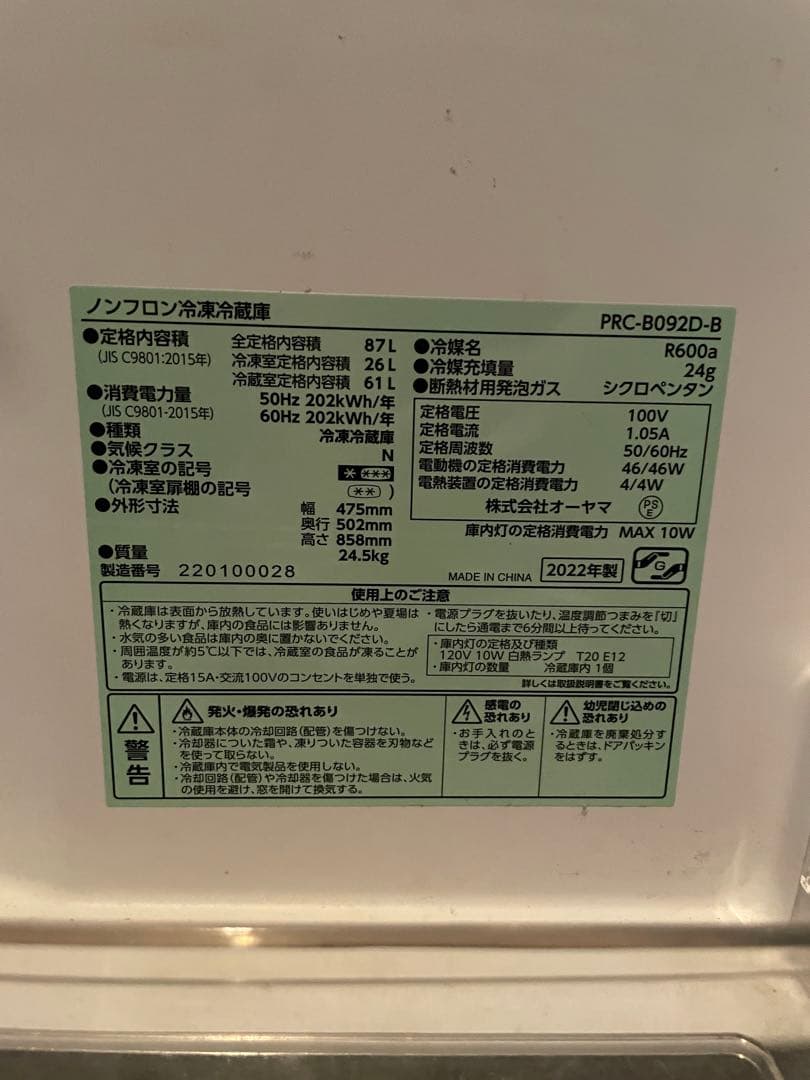 ノンフロン冷凍冷蔵庫 PRC-B092D-B
●定格内容積 全定格内容積 87L
(JIS C9801:2015年) 冷凍室定格内容積 26L
冷蔵室定格内容積 61L
●消費電力量 50Hz 202kWh/年
(JIS C9801-2015年) 60Hz 202kWh/年
●種類 冷凍冷蔵庫
●気候クラス N
●冷凍室の記号 * ***
(冷凍室扉棚の記号 ** )
●外形寸法 幅 475mm
奥行 502mm
高さ 858mm
●質量 24.5kg
製造番号 220100028
●冷媒名 R600a
●冷媒充填量 24g
●断熱材用発泡ガス シクロペンタン
定格電圧 100V
定格電流 1.05A
定格周波数 50/60Hz
電動機の定格消費電力 46/46W
電熱装置の定格消費電力 4/4W
株式会社オーヤマ PSE
庫内灯の定格消費電力 MAX 10W
MADE IN CHINA 2022年製 G
使用上のご注意
・冷蔵庫は表面から放熱しています。使いはじめや夏場は
熱くなりますが、庫内の食品には影響ありません。
・水気の多い食品は庫内の奥に置かないでください。
・周囲温度が約5℃以下では、冷蔵室の食品が凍ることが
あります。
・電源は、定格15A・交流100Vのコンセントを単独で使う。
・電源プラグを抜いたり、温度調節つまみを「切」
にしたら通電まで6分間以上待ってください。
・庫内灯の定格及び種類
120V 10W 白熱ランプ T20 E12
・庫内灯の数量 冷蔵庫内 1個
詳しくは取扱説明書をご覧ください。
警告
発火・爆発の恐れあり
・冷蔵庫本体の冷却回路(配管)を傷つけない。
・冷却器についた霜や、凍りついた容器を刃物など
を使って取らない。
・冷蔵庫内で電気製品を使用しない。
・冷却回路(配管)や冷却器を傷つけた場合は、火気
の使用を避け、窓を開けて換気する。
感電の
恐れあり
・お手入れのと
きは、必ず電源
プラグを抜く。
幼児閉じ込めの
恐れあり
・冷蔵庫を廃棄処分す
るときは、ドアパッキン
をはずす。